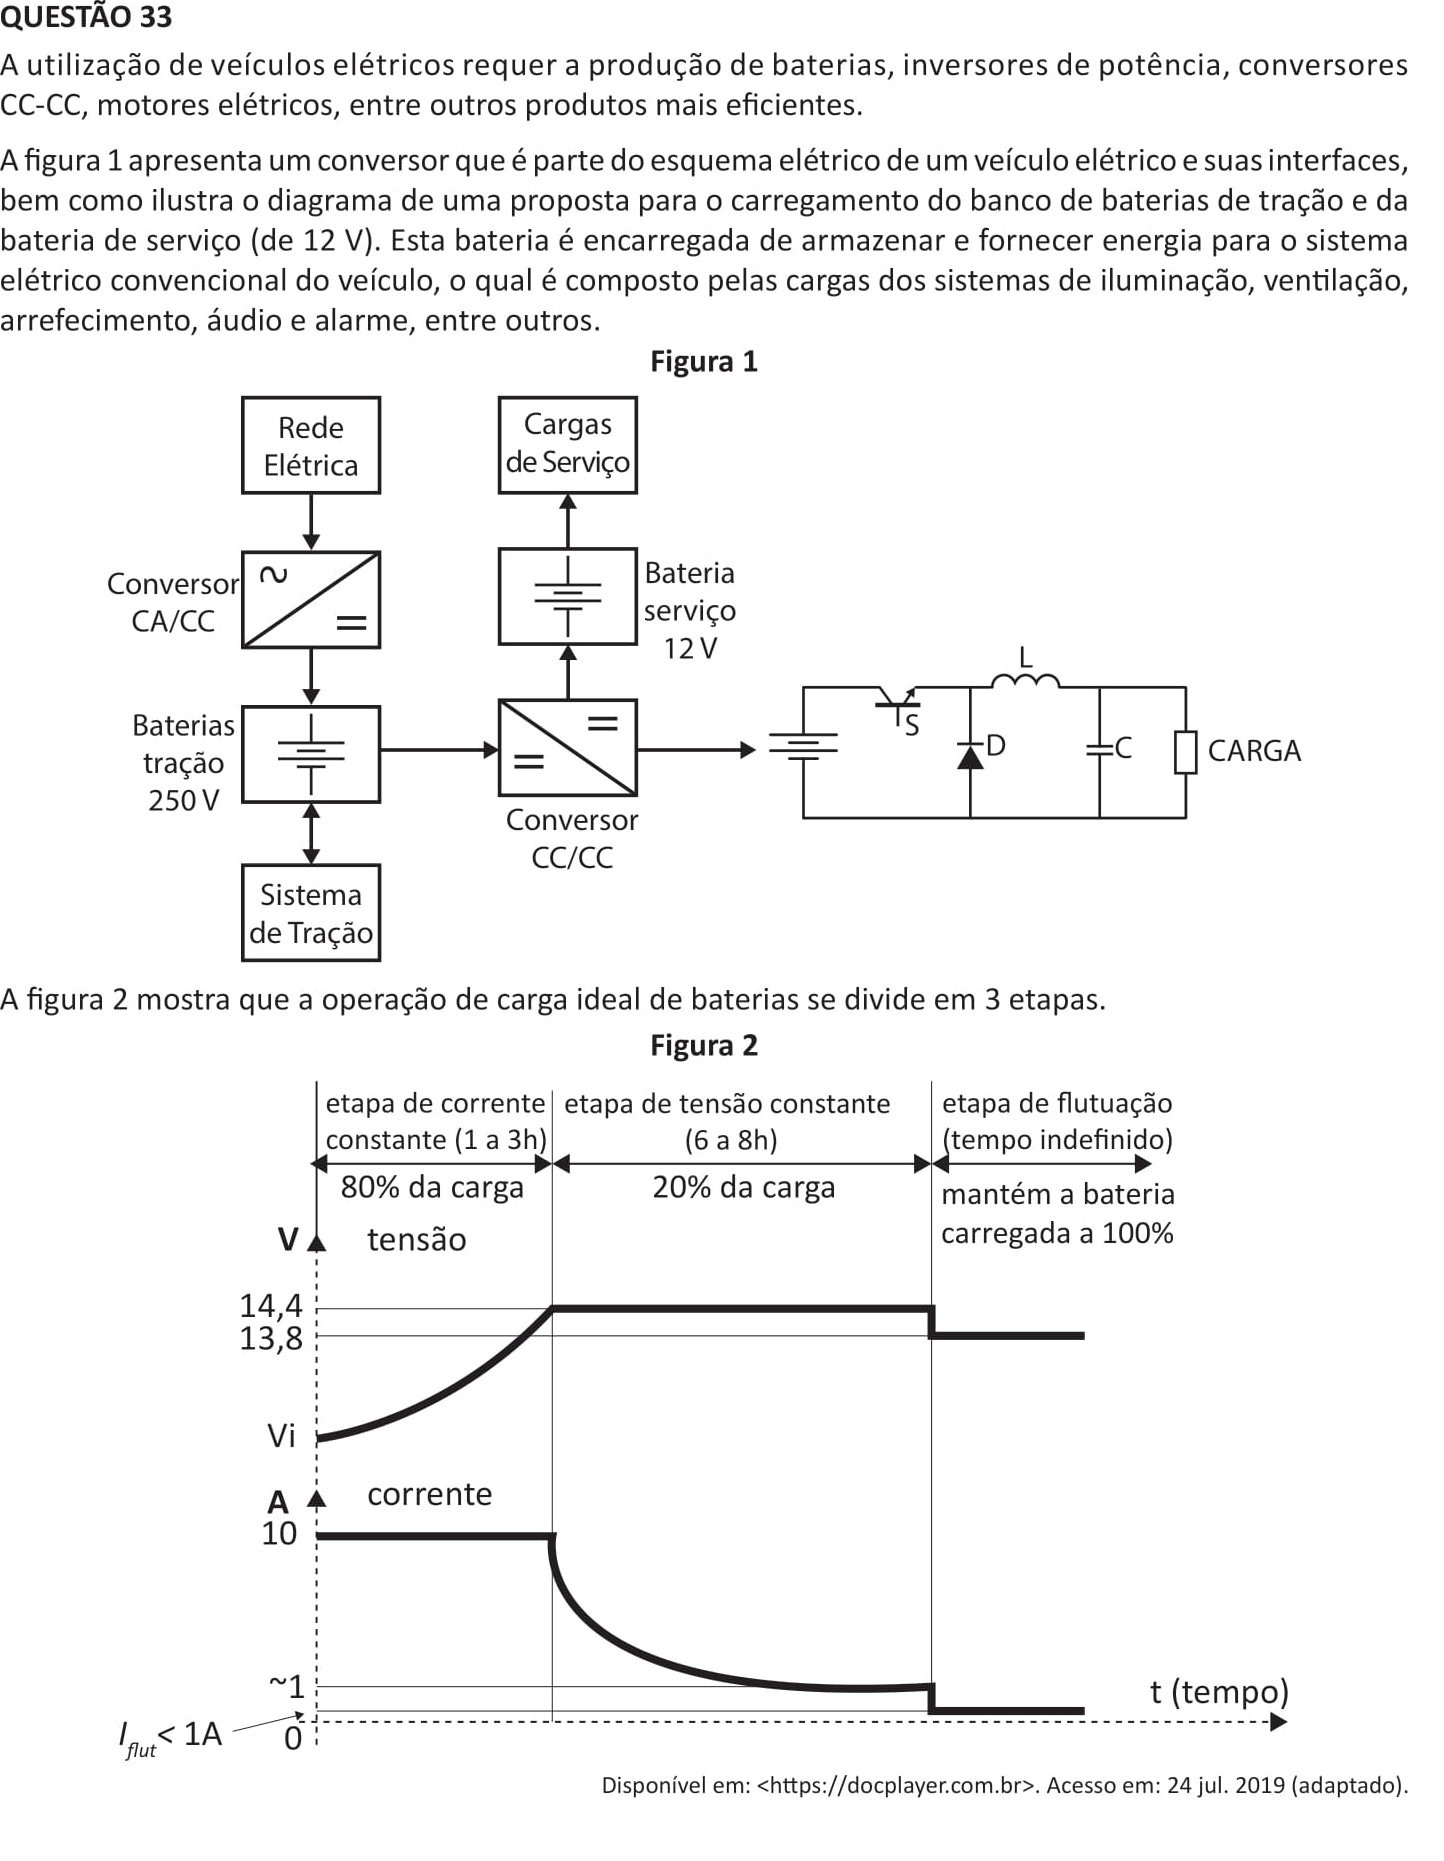 QUESTÃO 33
A utilização de veículos elétricos requer a produção de baterias, inversores de potência, conversores
CC-CC, motores elétricos, entre outros produtos mais eficientes.
A figura 1 apresenta um conversor que é parte do esquema elétrico de um veículo elétrico e suas interfaces,
bem como ilustra o diagrama de uma proposta para o carregamento do banco de baterias de tração e da
bateria de serviço (de 12 V). Esta bateria é encarregada de armazenar e fornecer energia para o sistema
elétrico convencional do veículo, o qual é composto pelas cargas dos sistemas de iluminação, ventilação,
arrefecimento, áudio e alarme, entre outros.
Figura 1
Rede
Elétrica
Cargas
de Serviço
Conversor
CA/CC
Bateria
serviço
12 V
Baterias
tração
250 V
Conversor
CC/CC
L
S
D
C
CARGA
Sistema
de Tração
A figura 2 mostra que a operação de carga ideal de baterias se divide em 3 etapas.
Figura 2
etapa de corrente
constante (1 a 3h)
80% da carga
etapa de tensão constante
(6 a 8h)
20% da carga
etapa de flutuação
(tempo indefinido)
mantém a bateria
carregada a 100%
V
tensão
14,4
13,8
Vi
A
corrente
10
~1
t (tempo)
Iflut< 1A
0
Disponível em: <https://docplayer.com.br>. Acesso em: 24 jul. 2019 (adaptado).